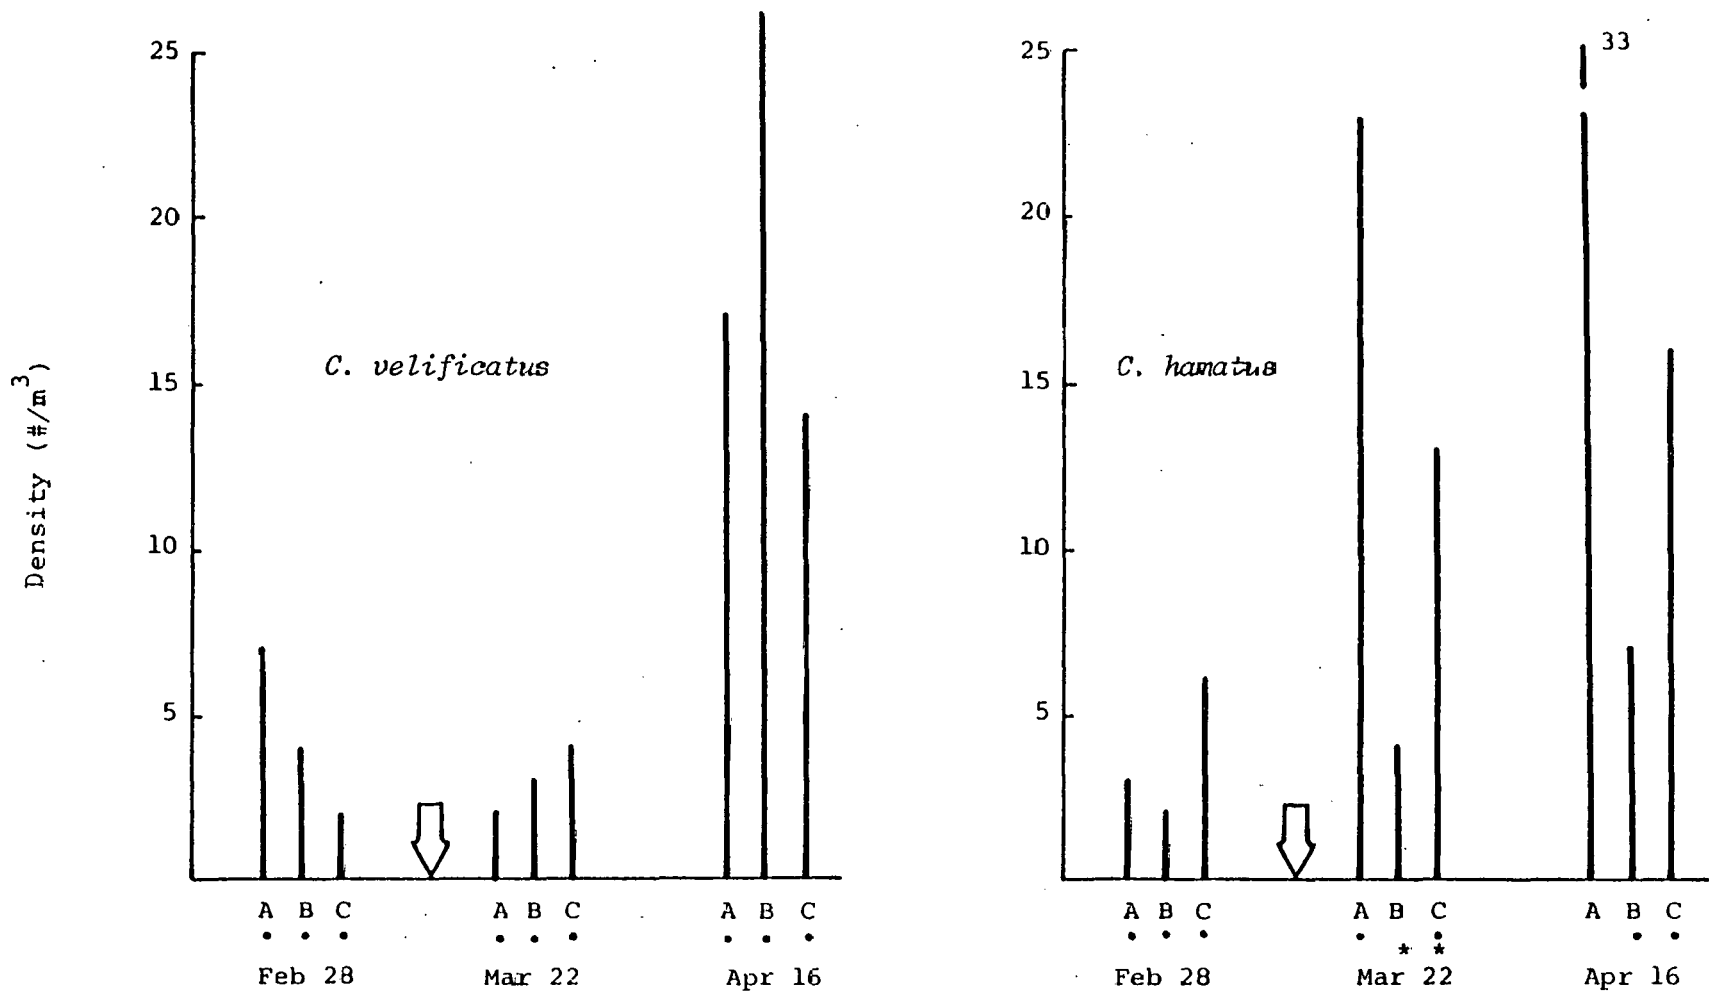 Density (#/m³)
25
20
15
10
5
C. velificatus
A B C
• • •
Feb 28
A B C
• • •
Mar 22
A B C
• • •
Apr 16
25
20
15
10
5
33
C. hamatus
A B C
• • •
Feb 28
A B C
• •
* *
Mar 22
A B C
• •
Apr 16